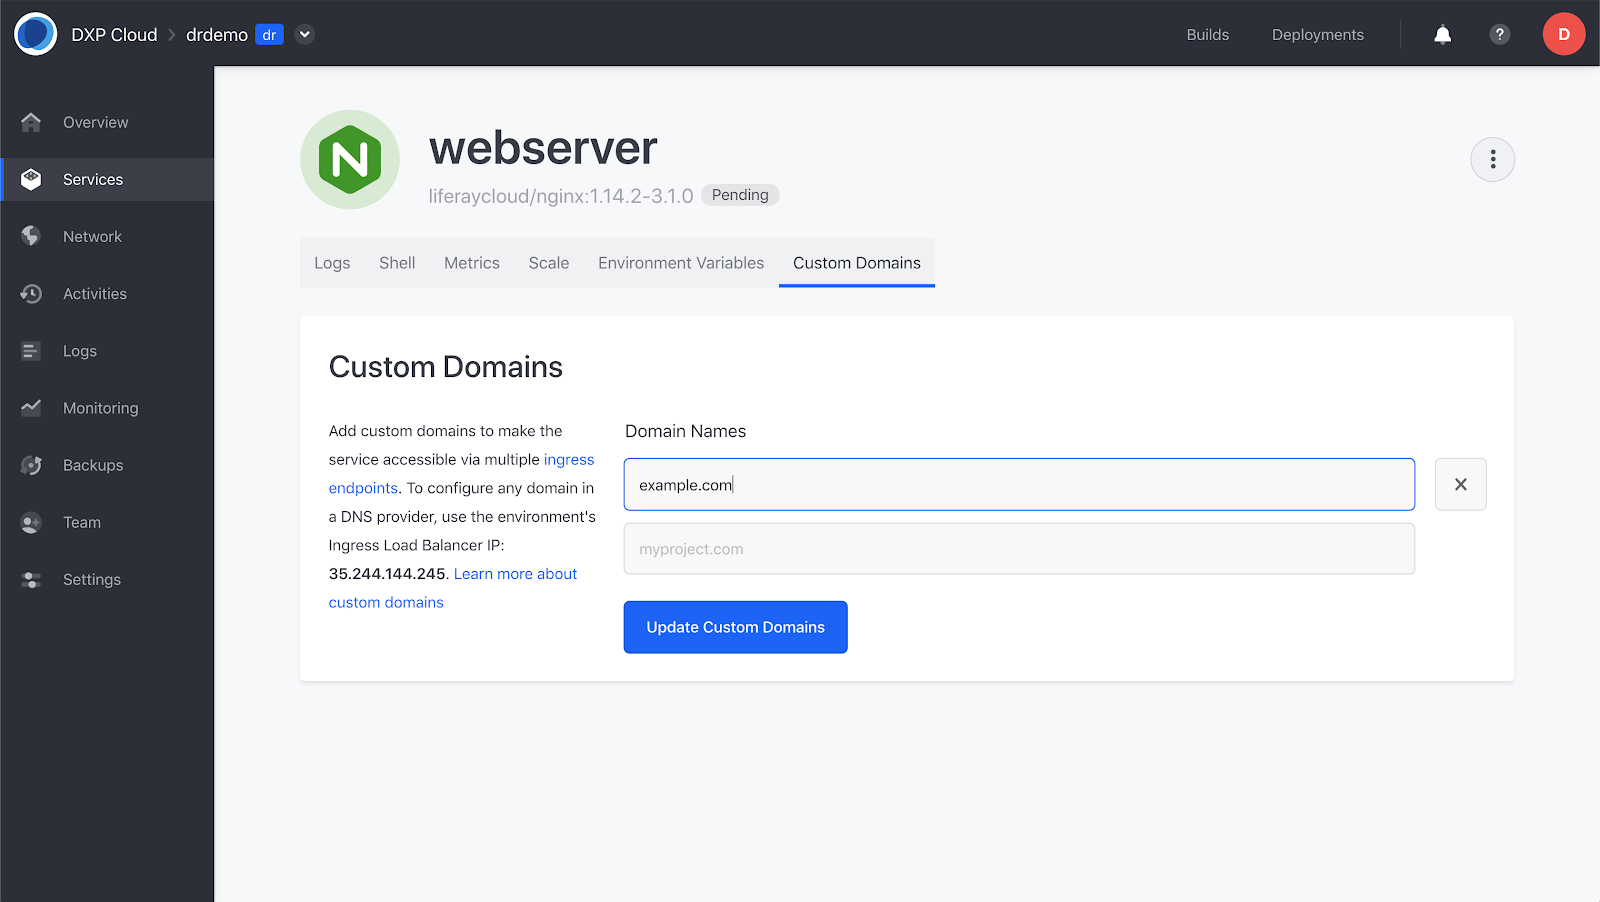 DXP Cloud
drdemo dr
Builds
Deployments
?
D
Overview
Services
Network
Activities
Logs
Monitoring
Backups
Team
Settings
N
webserver
liferaycloud/nginx:1.14.2-3.1.0 Pending
Logs Shell Metrics Scale Environment Variables Custom Domains
Custom Domains
Add custom domains to make the
service accessible via multiple ingress
endpoints. To configure any domain in
a DNS provider, use the environment's
Ingress Load Balancer IP:
35.244.144.245. Learn more about
custom domains
Domain Names
example.com
myproject.com
Update Custom Domains